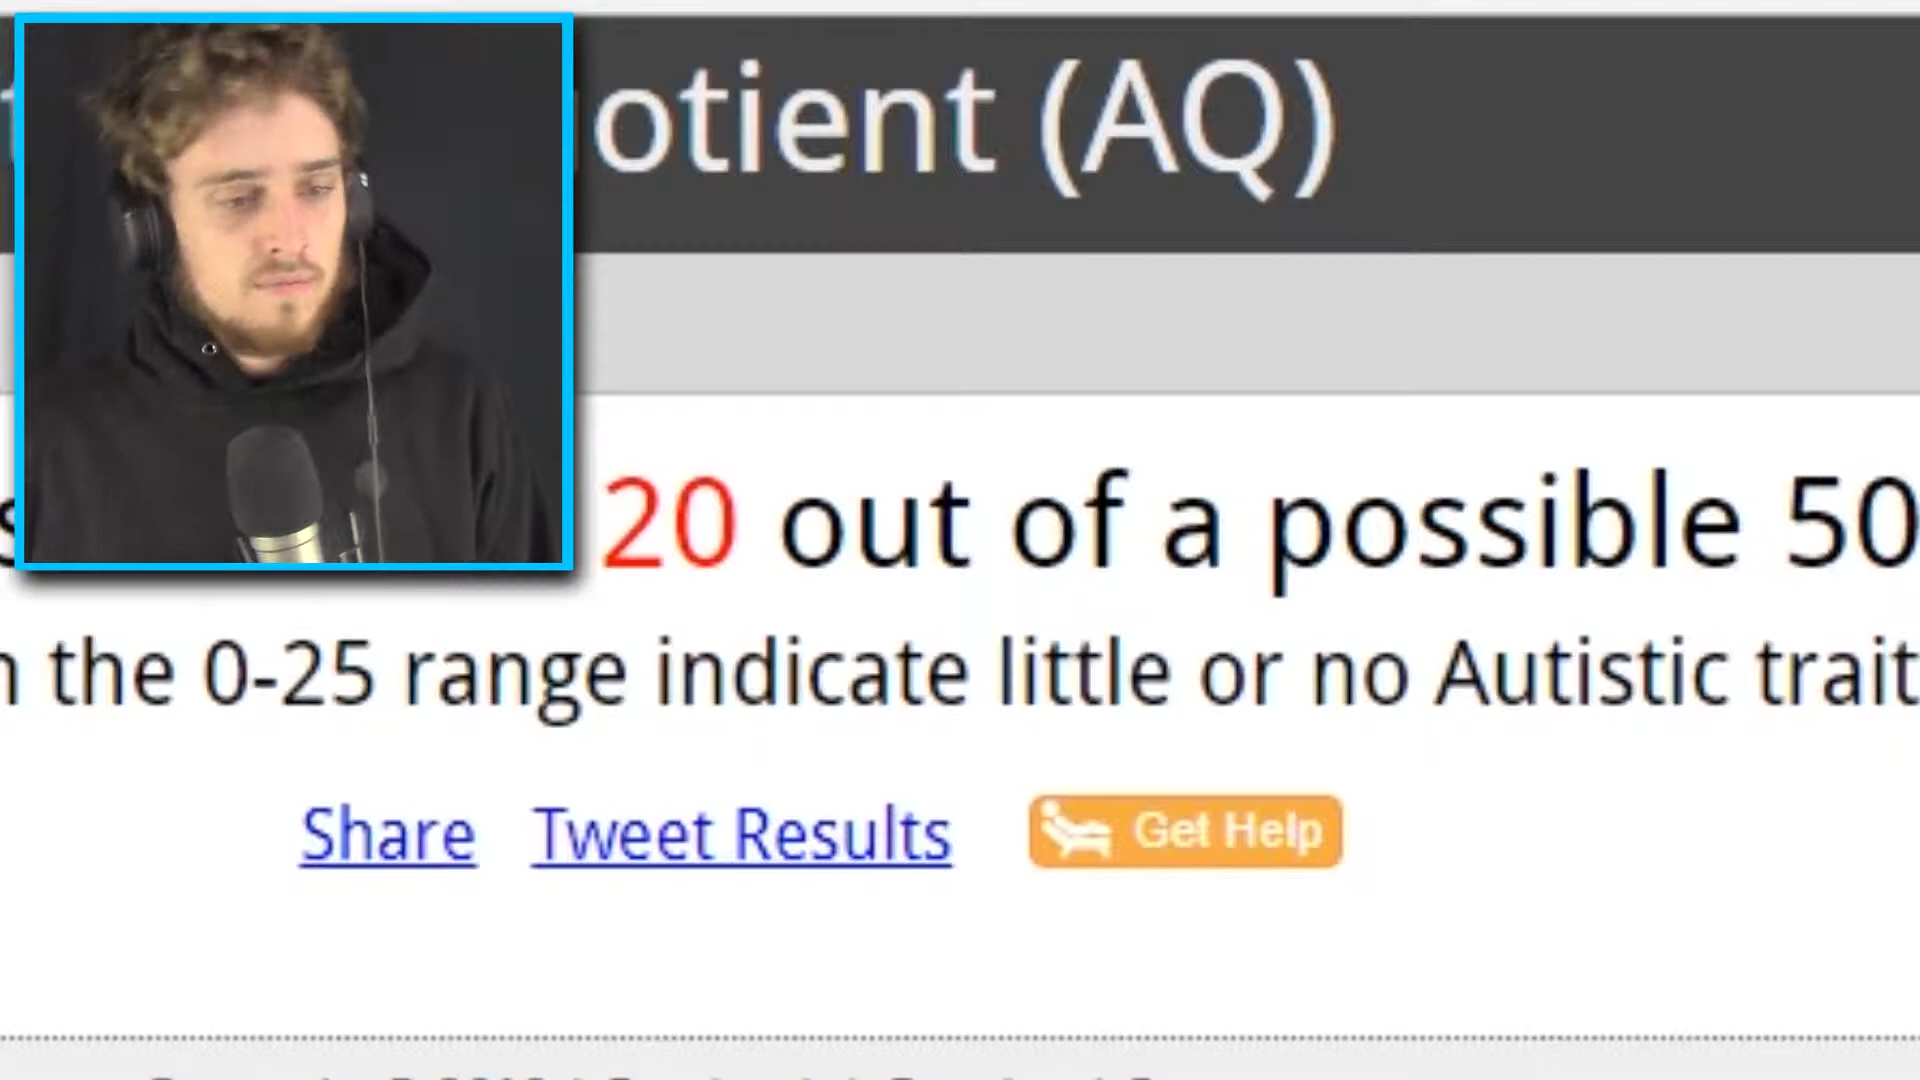 otient (AQ)
20 out of a possible 50
the 0-25 range indicate little or no Autistic trait
Share Tweet Results Get Help